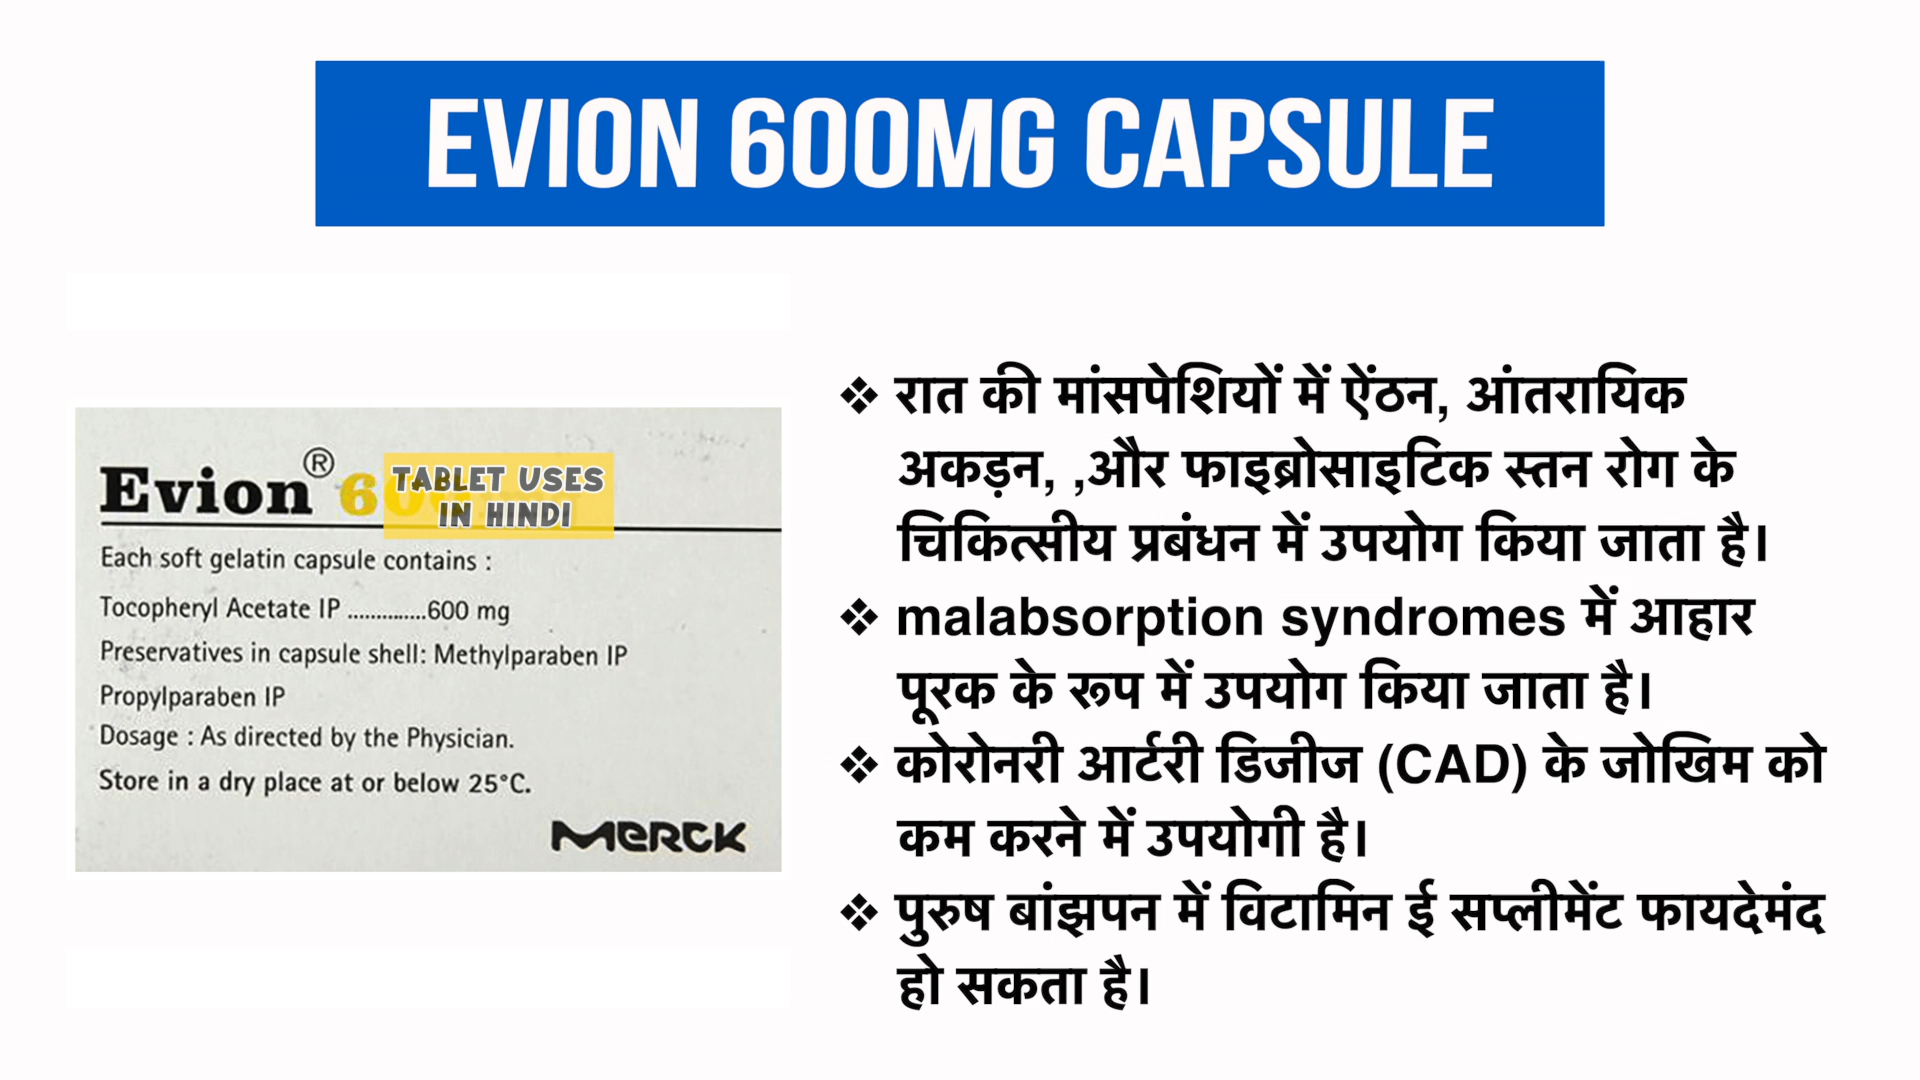 EVION 600MG CAPSULE
Evion® 6
TABLET USES
IN HINDI
Each soft gelatin capsule contains :
Tocopheryl Acetate IP ..............600 mg
Preservatives in capsule shell: Methylparaben IP
Propylparaben IP
Dosage : As directed by the Physician.
Store in a dry place at or below 25°C.
MERCK
❖ रात की मांसपेशियों में ऐंठन, आंतरायिक
अकड़न, ,और फाइब्रोसाइटिक स्तन रोग के
चिकित्सीय प्रबंधन में उपयोग किया जाता है।
❖ malabsorption syndromes में आहार
पूरक के रूप में उपयोग किया जाता है।
❖ कोरोनरी आर्टरी डिजीज (CAD) के जोखिम को
कम करने में उपयोगी है।
❖ पुरुष बांझपन में विटामिन ई सप्लीमेंट फायदेमंद
हो सकता है।